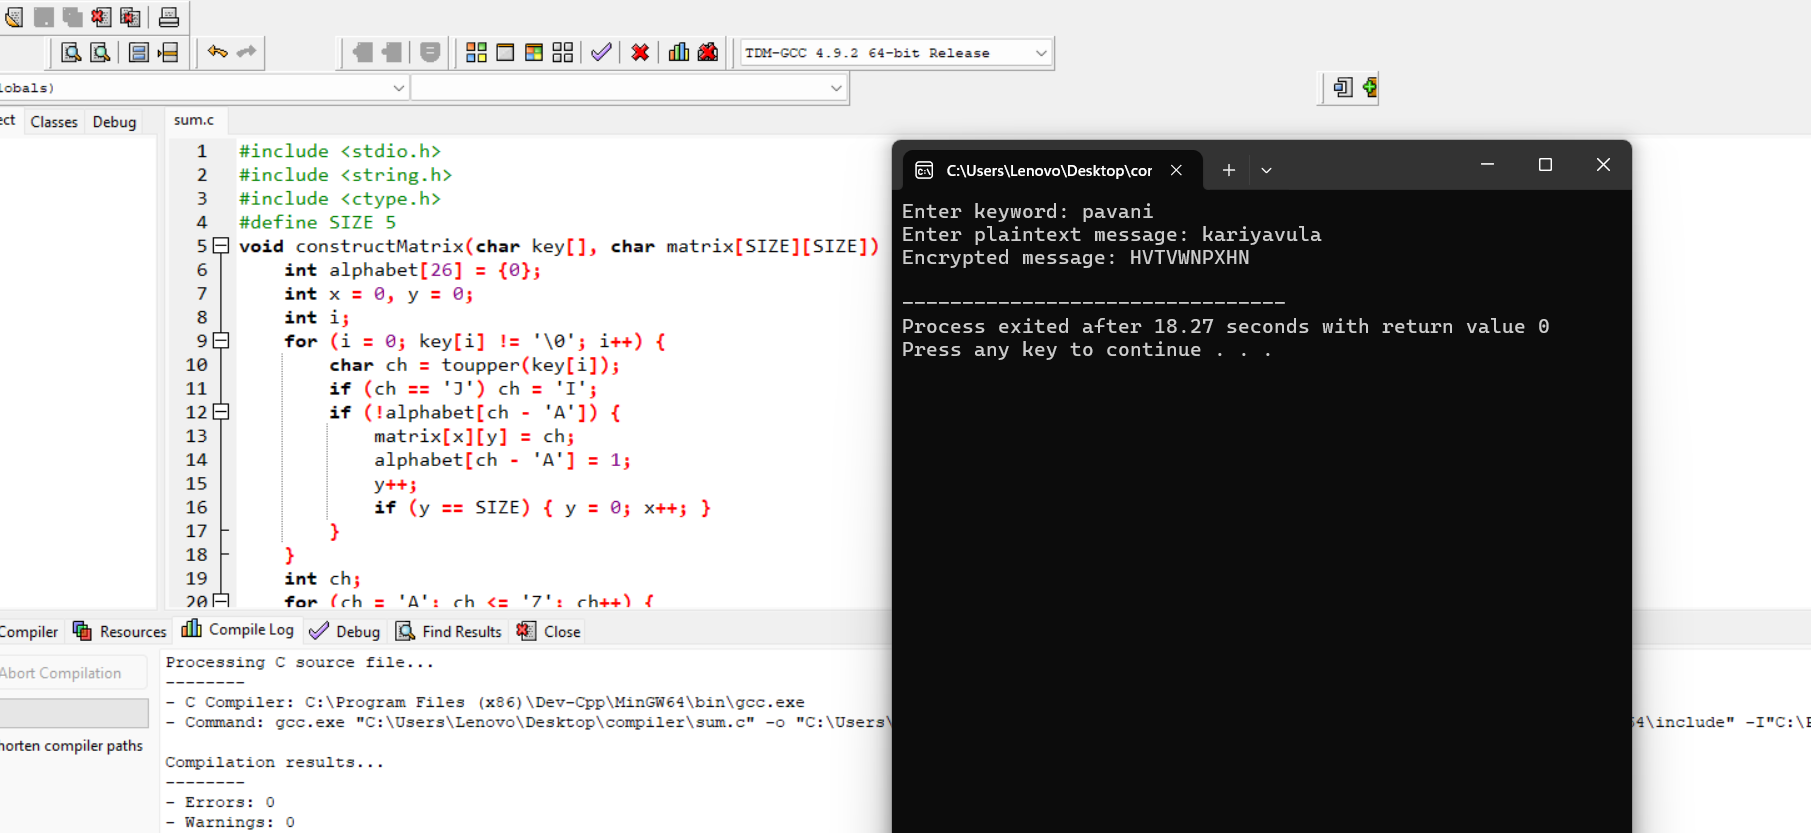 TDM-GCC 4.9.2 64-bit Release
lobals)
ect Classes Debug
sum.c
1 #include <stdio.h>
2 #include <string.h>
3 #include <ctype.h>
4 #define SIZE 5
5 void constructMatrix(char key[], char matrix[SIZE][SIZE])
6 int alphabet[26] = {0};
7 int x = 0, y = 0;
8 int i;
9 for (i = 0; key[i] != '\0'; i++) {
10 char ch = toupper(key[i]);
11 if (ch == 'J') ch = 'I';
12 if (!alphabet[ch - 'A']) {
13 matrix[x][y] = ch;
14 alphabet[ch - 'A'] = 1;
15 y++;
16 if (y == SIZE) { y = 0; x++; }
17 }
18 }
19 int ch;
20 for (ch = 'A'; ch <= 'Z'; ch++) {
C:\Users\Lenovo\Desktop\cor
Enter keyword: pavani
Enter plaintext message: kariyavula
Encrypted message: HVTVWNPXHN
--------------------------------
Process exited after 18.27 seconds with return value 0
Press any key to continue . . .
Compiler Resources Compile Log Debug Find Results Close
Abort Compilation
horten compiler paths
Processing C source file...
--------
- C Compiler: C:\Program Files (x86)\Dev-Cpp\MinGW64\bin\gcc.exe
- Command: gcc.exe "C:\Users\Lenovo\Desktop\compiler\sum.c" -o "C:\Users\ 54\include" -I"C:\P
Compilation results...
--------
- Errors: 0
- Warnings: 0